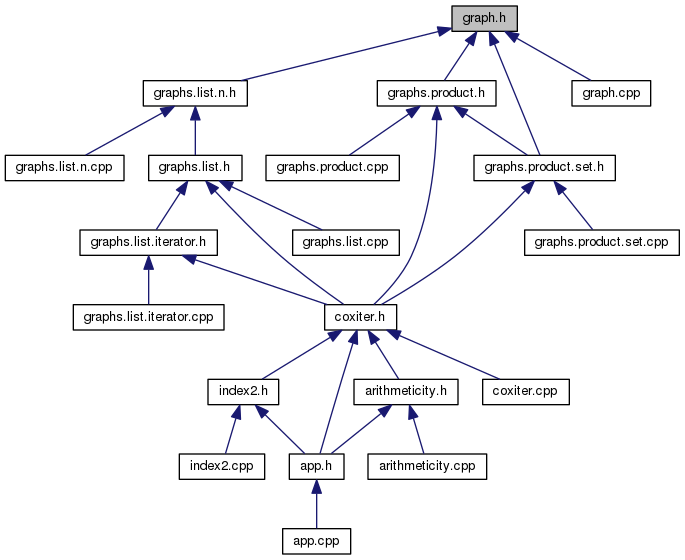 graph.h
graphs.list.n.h
graphs.product.h
graph.cpp
graphs.list.n.cpp
graphs.list.h
graphs.product.cpp
graphs.product.set.h
graphs.list.iterator.h
graphs.list.cpp
graphs.product.set.cpp
graphs.list.iterator.cpp
coxiter.h
index2.h
arithmeticity.h
coxiter.cpp
index2.cpp
app.h
arithmeticity.cpp
app.cpp